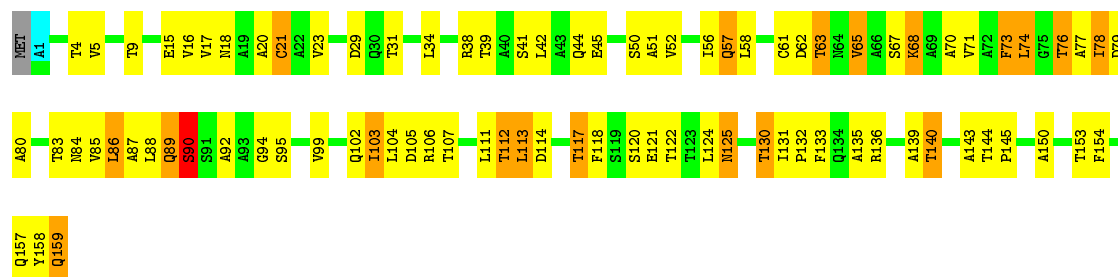 MET A1 T4 V5 T9 E15 V16 V17 N18 A19 A20 C21 A22 V23 D29 Q30 T31 L34 R38 T39 A40 S41 L42 A43 Q44 E45 S50 A51 V52 I56 Q57 L58 C61 D62 T63 N64 V65 A66 S67 K68 A69 A70 V71 A72 F73 L74 G75 T76 A77 I78 D79
A80 T83 N84 V85 L86 A87 L88 Q89 S90 S91 A92 A93 G94 S95 V99 Q102 I103 L104 D105 R106 T107 L111 T112 L113 D114 T117 F118 S119 S120 E121 T122 T123 L124 N125 T130 I131 P132 F133 Q134 A135 R136 A139 T140 A143 T144 P145 A150 T153 F154
Q157 Y158 Q159